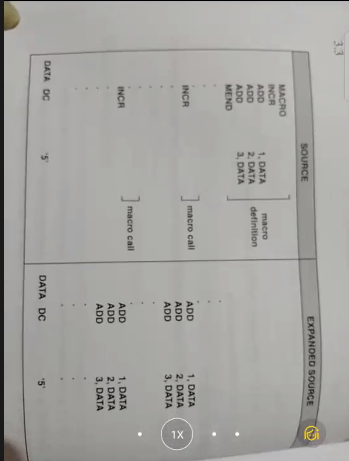 3.3
SOURCE
EXPANDED SOURCE
MACRO
INCR
ADD 1, DATA
ADD 2, DATA
ADD 3, DATA
MEND
macro
definition
.
.
INCR
macro call
ADD 1, DATA
ADD 2, DATA
ADD 3, DATA
.
.
.
INCR
macro call
ADD 1, DATA
ADD 2, DATA
ADD 3, DATA
.
.
.
DATA DC '5'
DATA DC '5'
1X